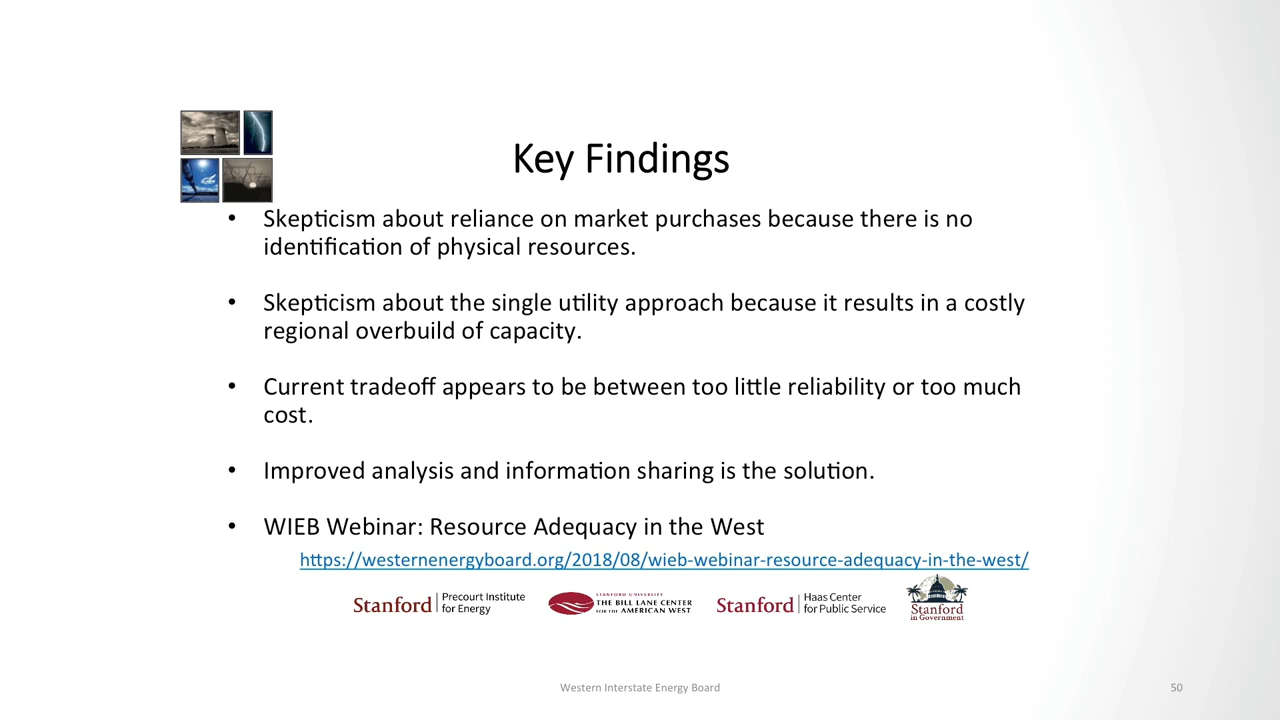 Key Findings
• Skepticism about reliance on market purchases because there is no
identification of physical resources.
• Skepticism about the single utility approach because it results in a costly
regional overbuild of capacity.
• Current tradeoff appears to be between too little reliability or too much
cost.
• Improved analysis and information sharing is the solution.
• WIEB Webinar: Resource Adequacy in the West
https://westernenergyboard.org/2018/08/wieb-webinar-resource-adequacy-in-the-west/
Stanford | Precourt Institute
for Energy
STANFORD UNIVERSITY
THE BILL LANE CENTER
FOR THE AMERICAN WEST
Stanford | Haas Center
for Public Service
Stanford
in Government
Western Interstate Energy Board
50